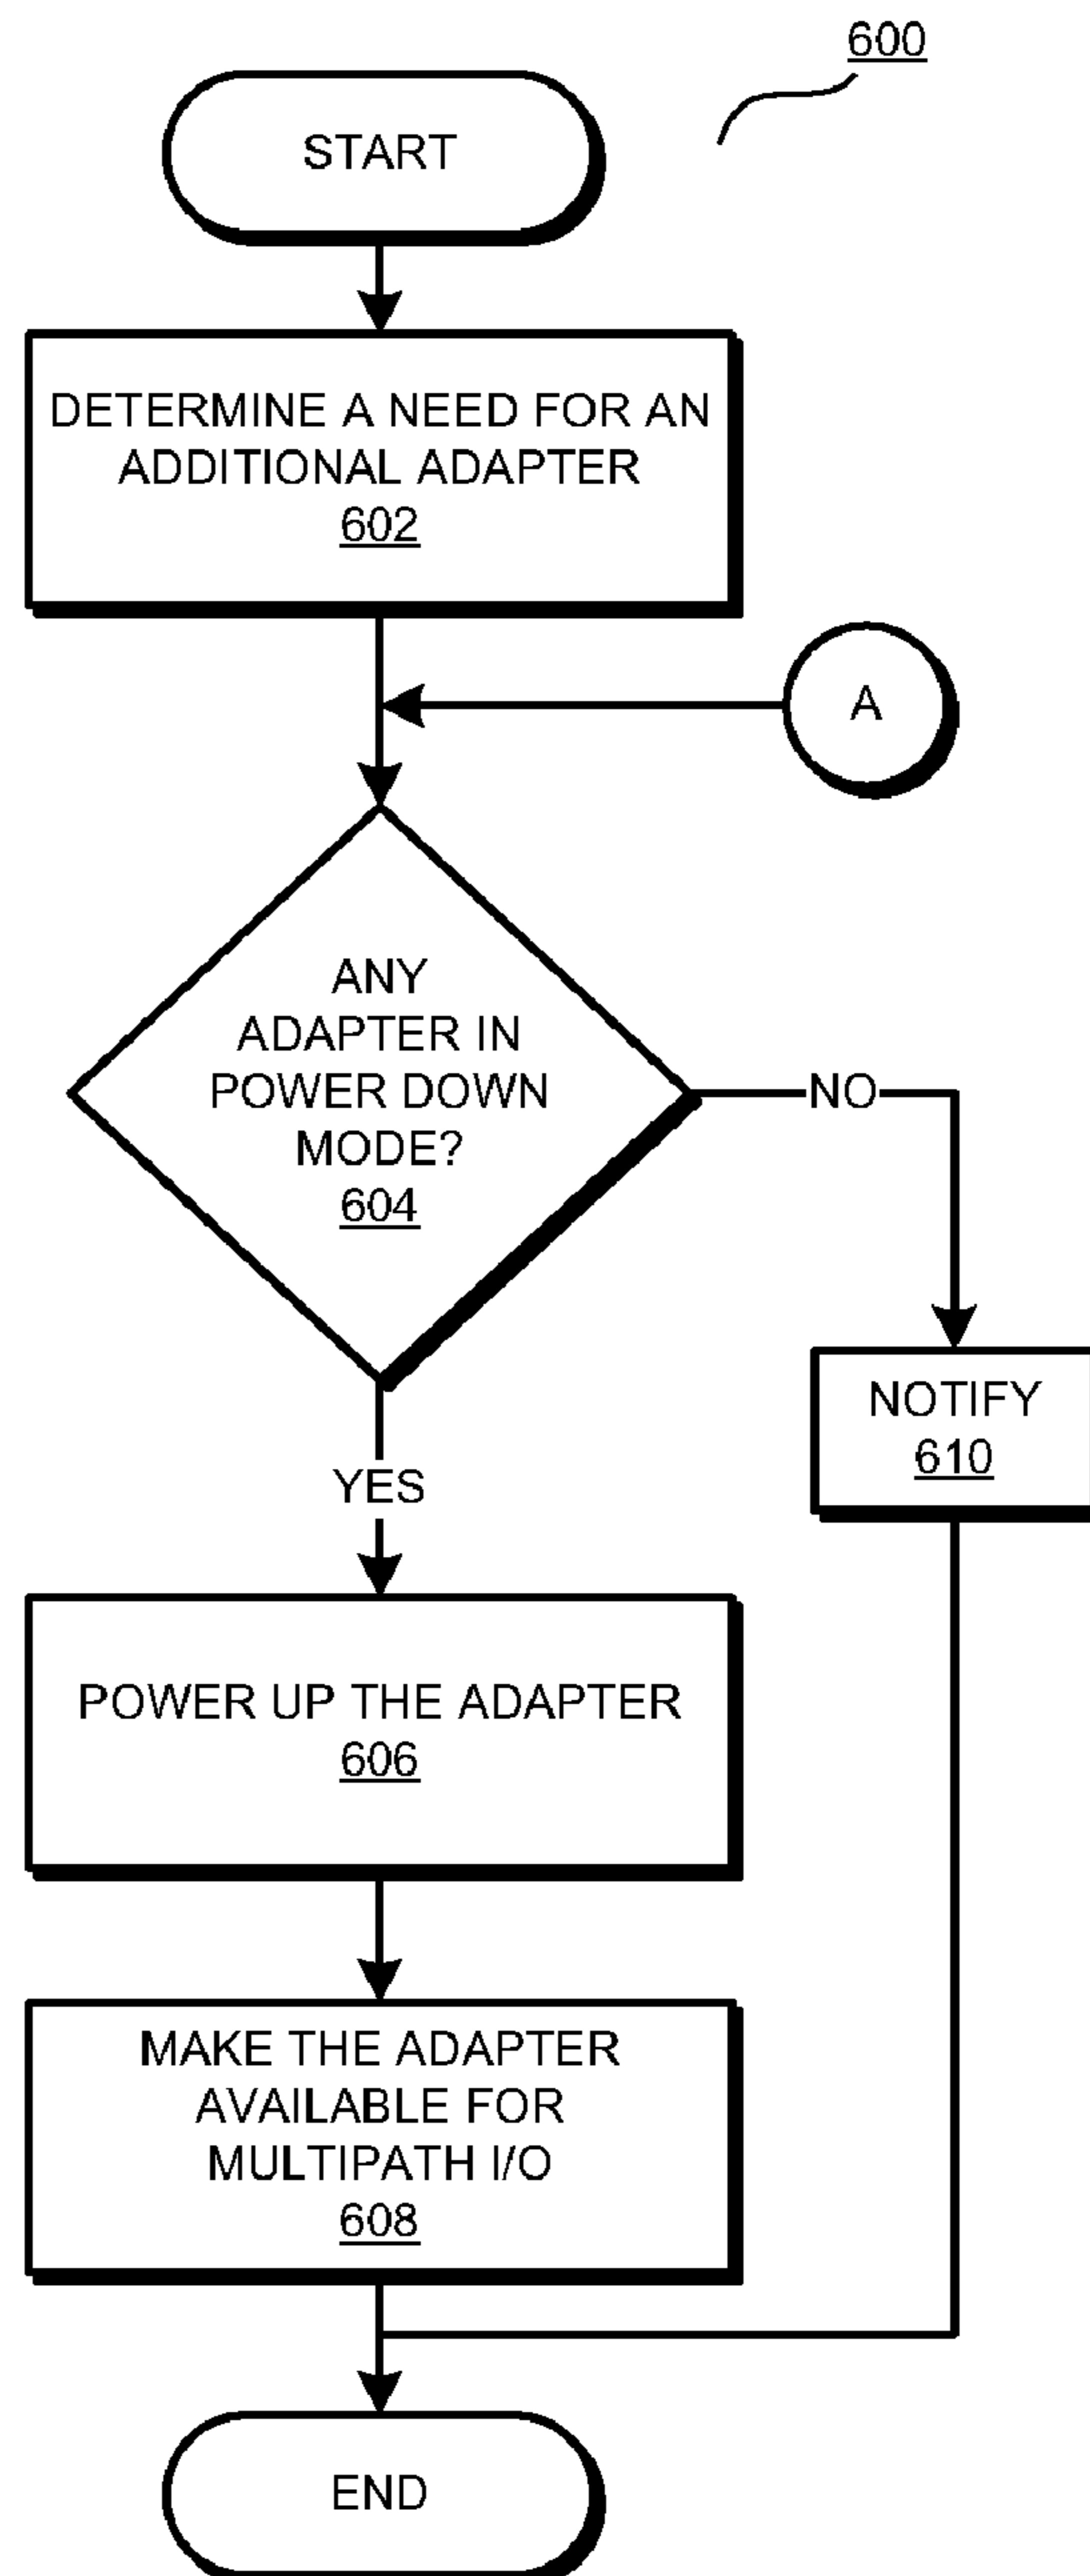 600
START
DETERMINE A NEED FOR AN
ADDITIONAL ADAPTER
602
A
ANY
ADAPTER IN
POWER DOWN
MODE?
604
NO
NOTIFY
610
YES
POWER UP THE ADAPTER
606
MAKE THE ADAPTER
AVAILABLE FOR
MULTIPATH I/O
608
END